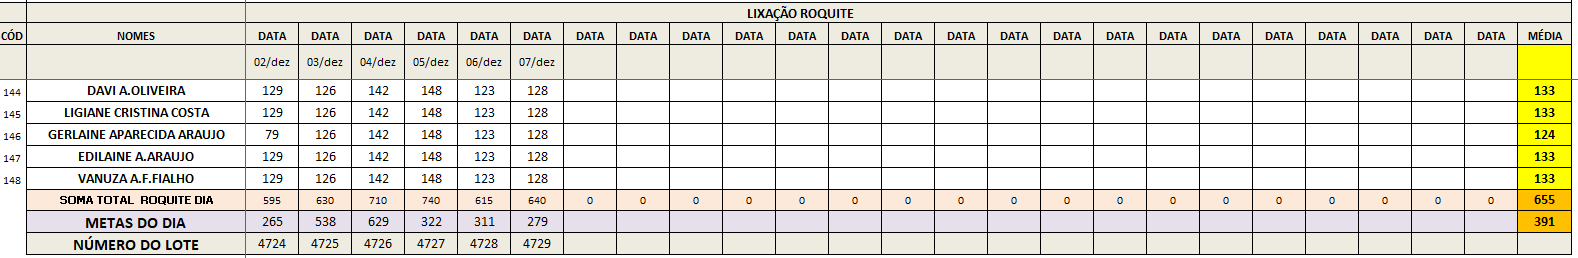 LIXAÇÃO ROQUITE
CÓD NOMES DATA DATA DATA DATA DATA DATA DATA DATA DATA DATA DATA DATA DATA DATA DATA DATA DATA DATA DATA DATA DATA DATA DATA DATA MÉDIA
02/dez 03/dez 04/dez 05/dez 06/dez 07/dez
144 DAVI A.OLIVEIRA 129 126 142 148 123 128 133
145 LIGIANE CRISTINA COSTA 129 126 142 148 123 128 133
146 GERLAINE APARECIDA ARAUJO 79 126 142 148 123 128 124
147 EDILAINE A.ARAUJO 129 126 142 148 123 128 133
148 VANUZA A.F.FIALHO 129 126 142 148 123 128 133
SOMA TOTAL ROQUITE DIA 595 630 710 740 615 640 0 0 0 0 0 0 0 0 0 0 0 0 0 0 0 0 0 0 655
METAS DO DIA 265 538 629 322 311 279 391
NÚMERO DO LOTE 4724 4725 4726 4727 4728 4729